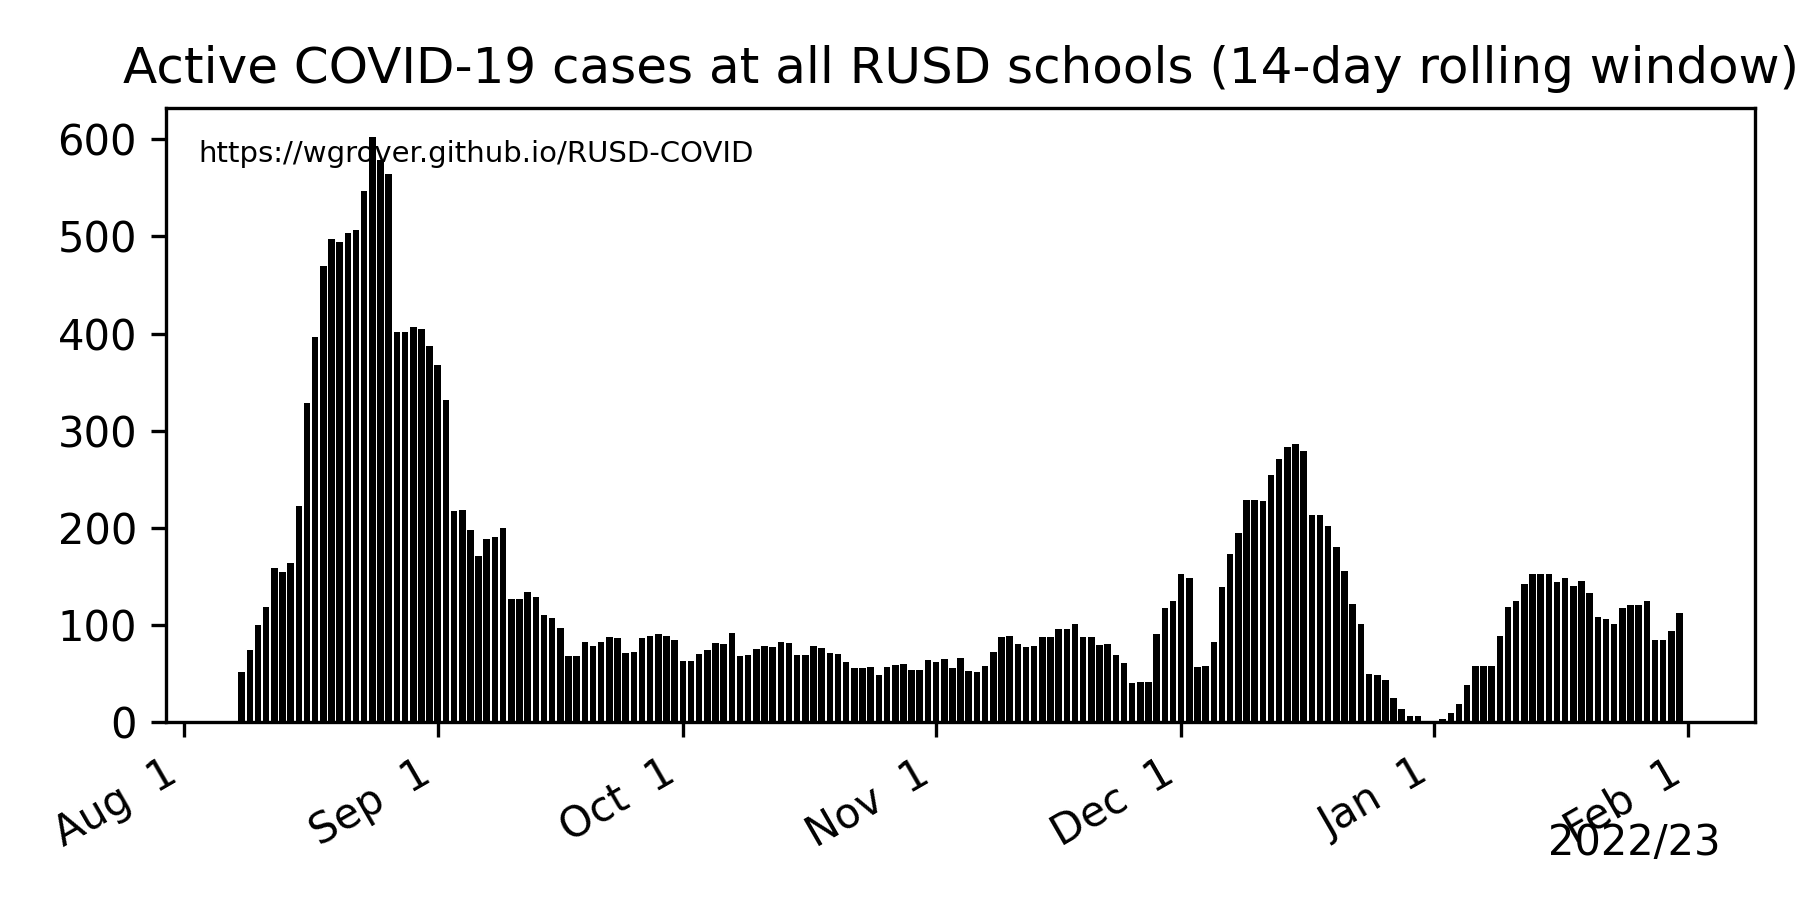 Active COVID-19 cases at all RUSD schools (14-day rolling window)
https://wgrover.github.io/RUSD-COVID
600
500
400
300
200
100
0
Aug 1
Sep 1
Oct 1
Nov 1
Dec 1
Jan 1
Feb 1
2022/23